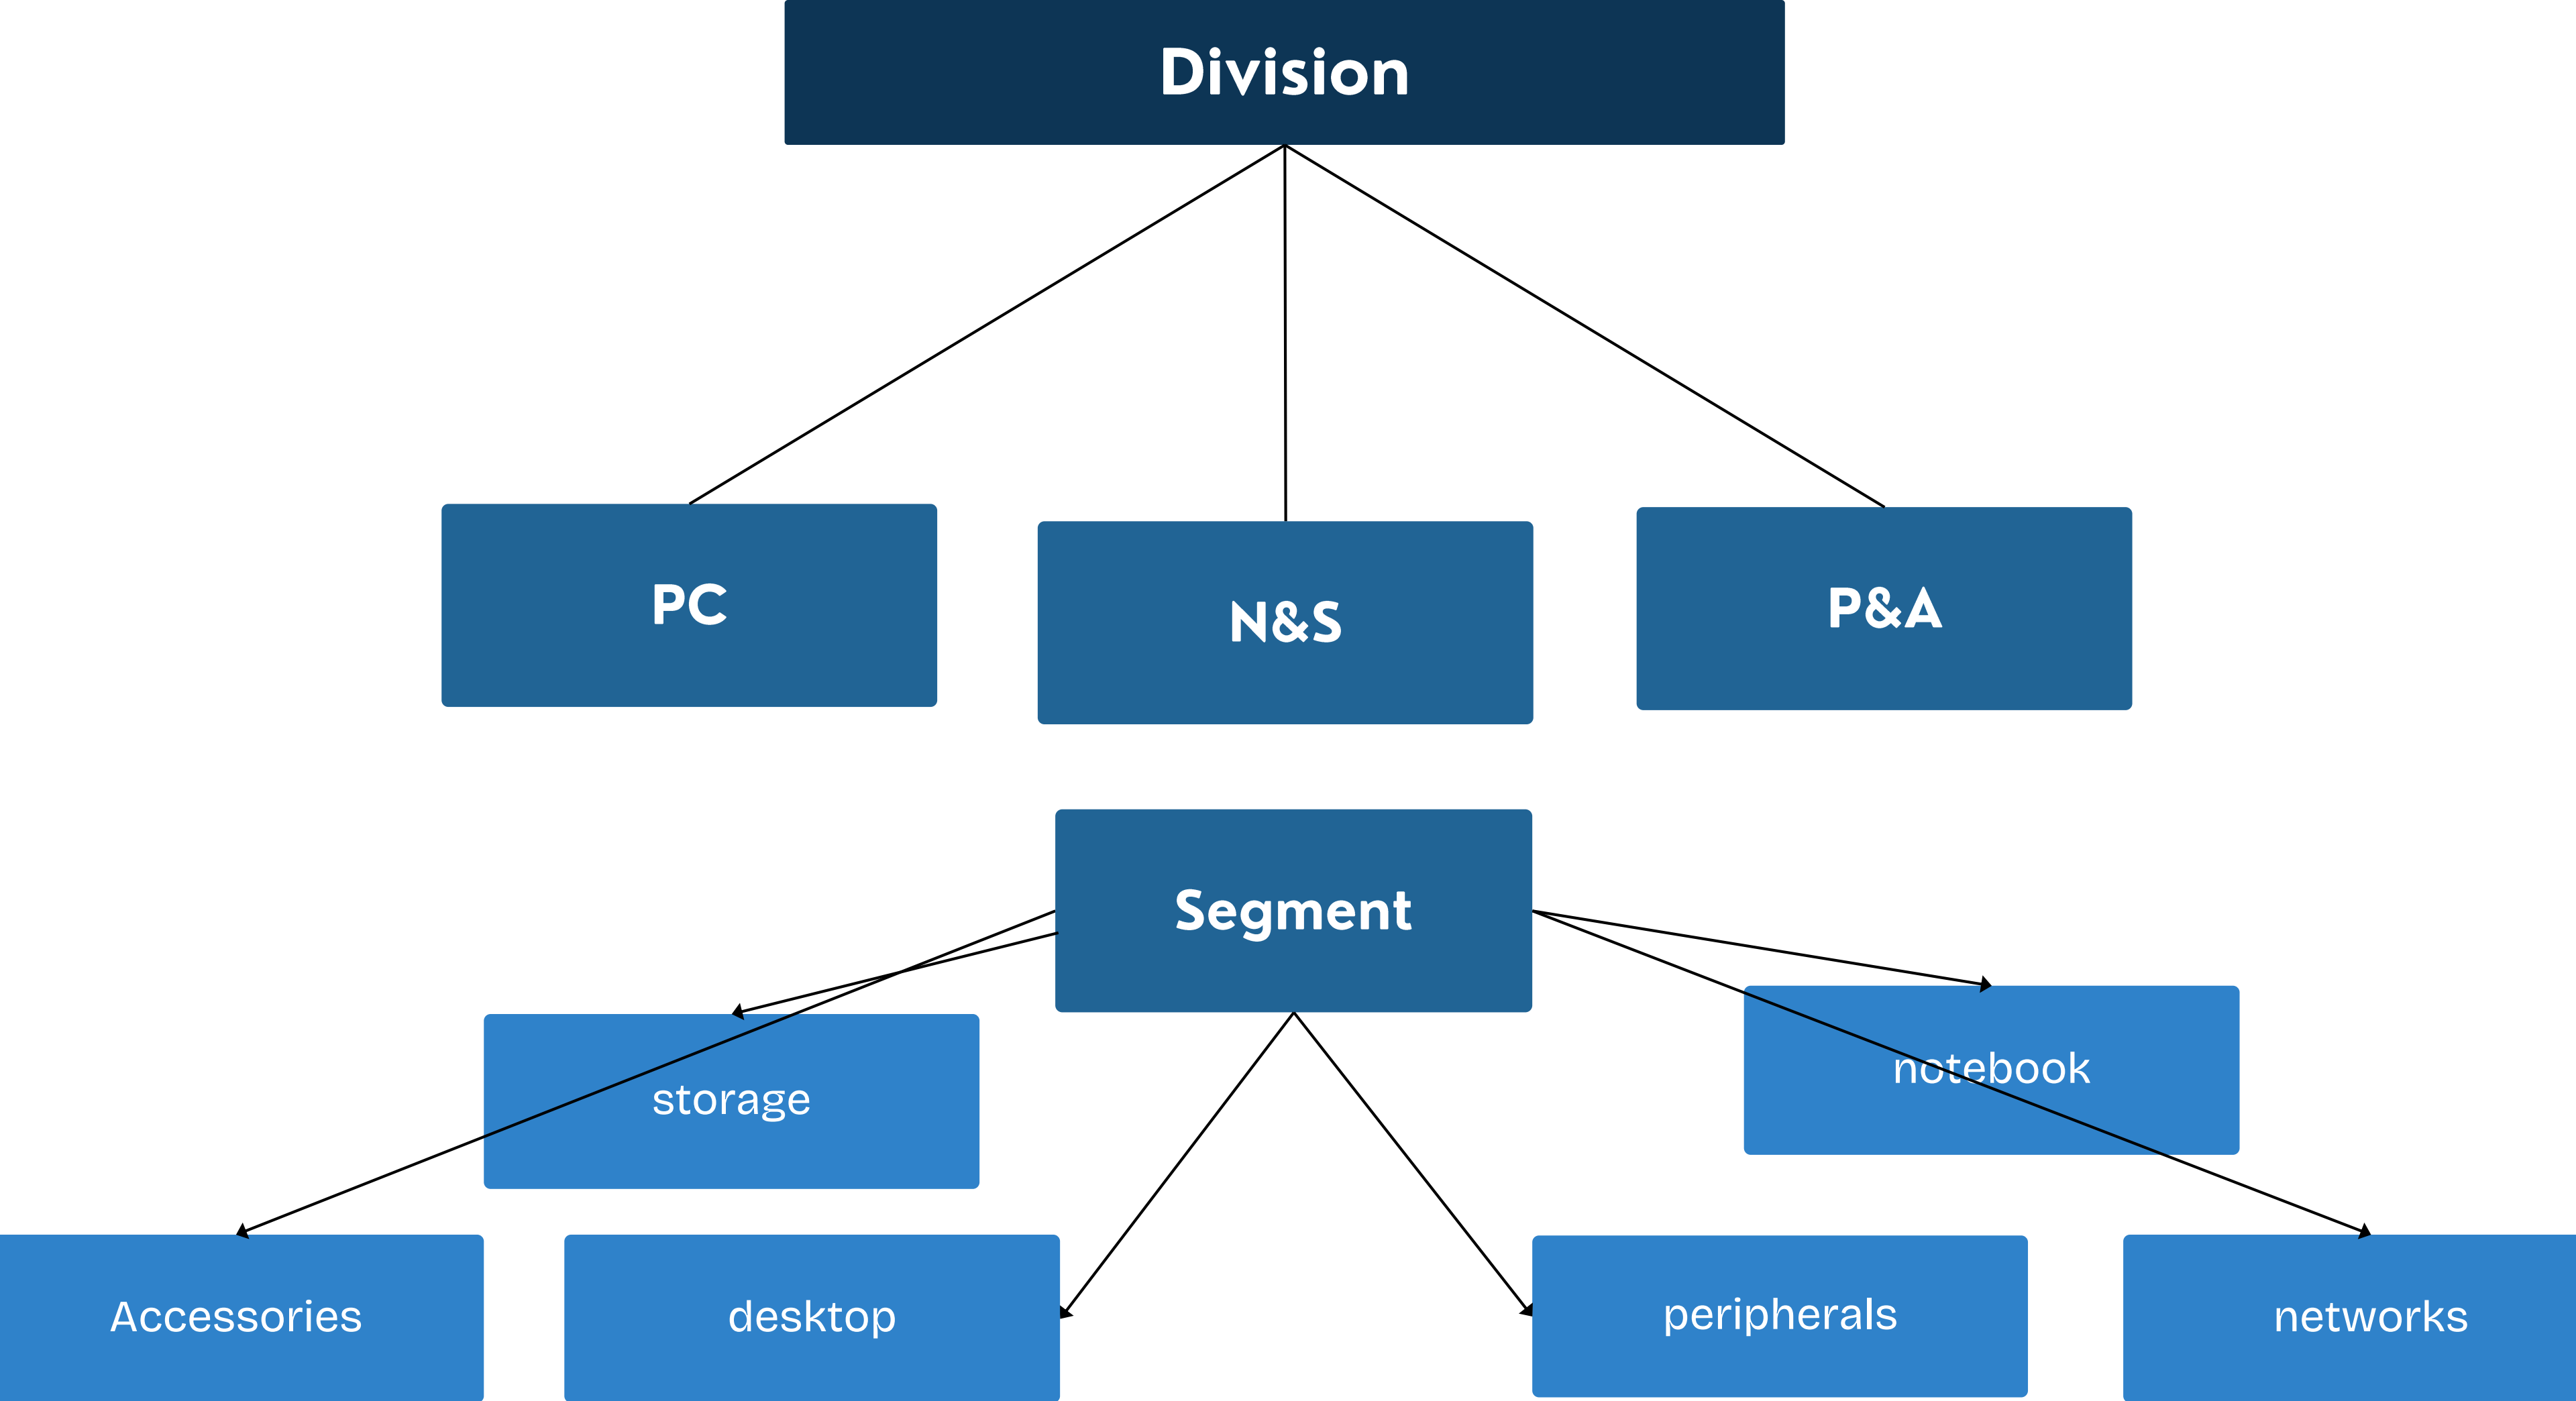 Division
PC
N&S
P&A
Segment
storage
notebook
Accessories
desktop
peripherals
networks